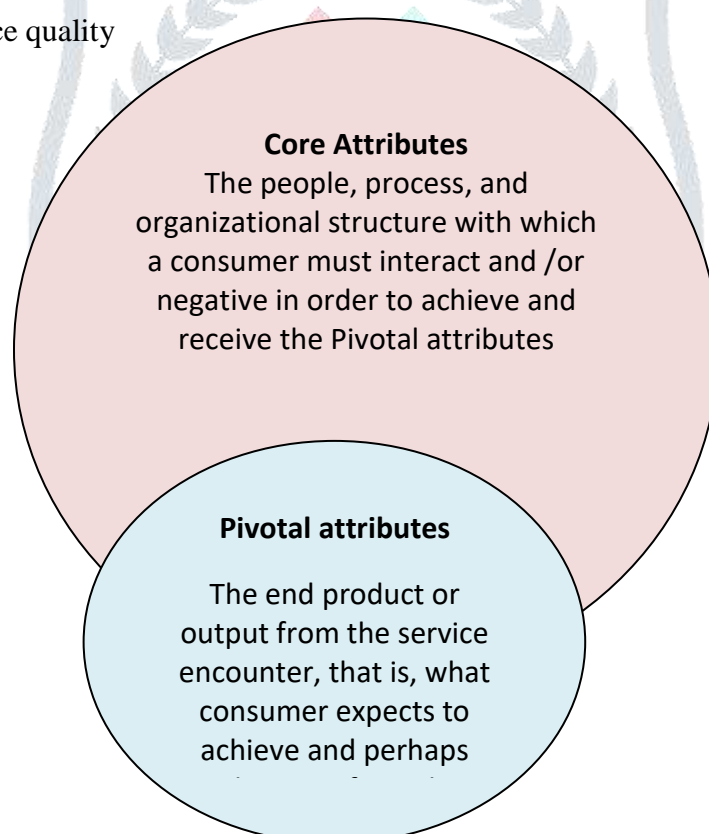 ce quality
Core Attributes
The people, process, and
organizational structure with which
a consumer must interact and /or
negative in order to achieve and
receive the Pivotal attributes
Pivotal attributes
The end product or
output from the service
encounter, that is, what
consumer expects to
achieve and perhaps